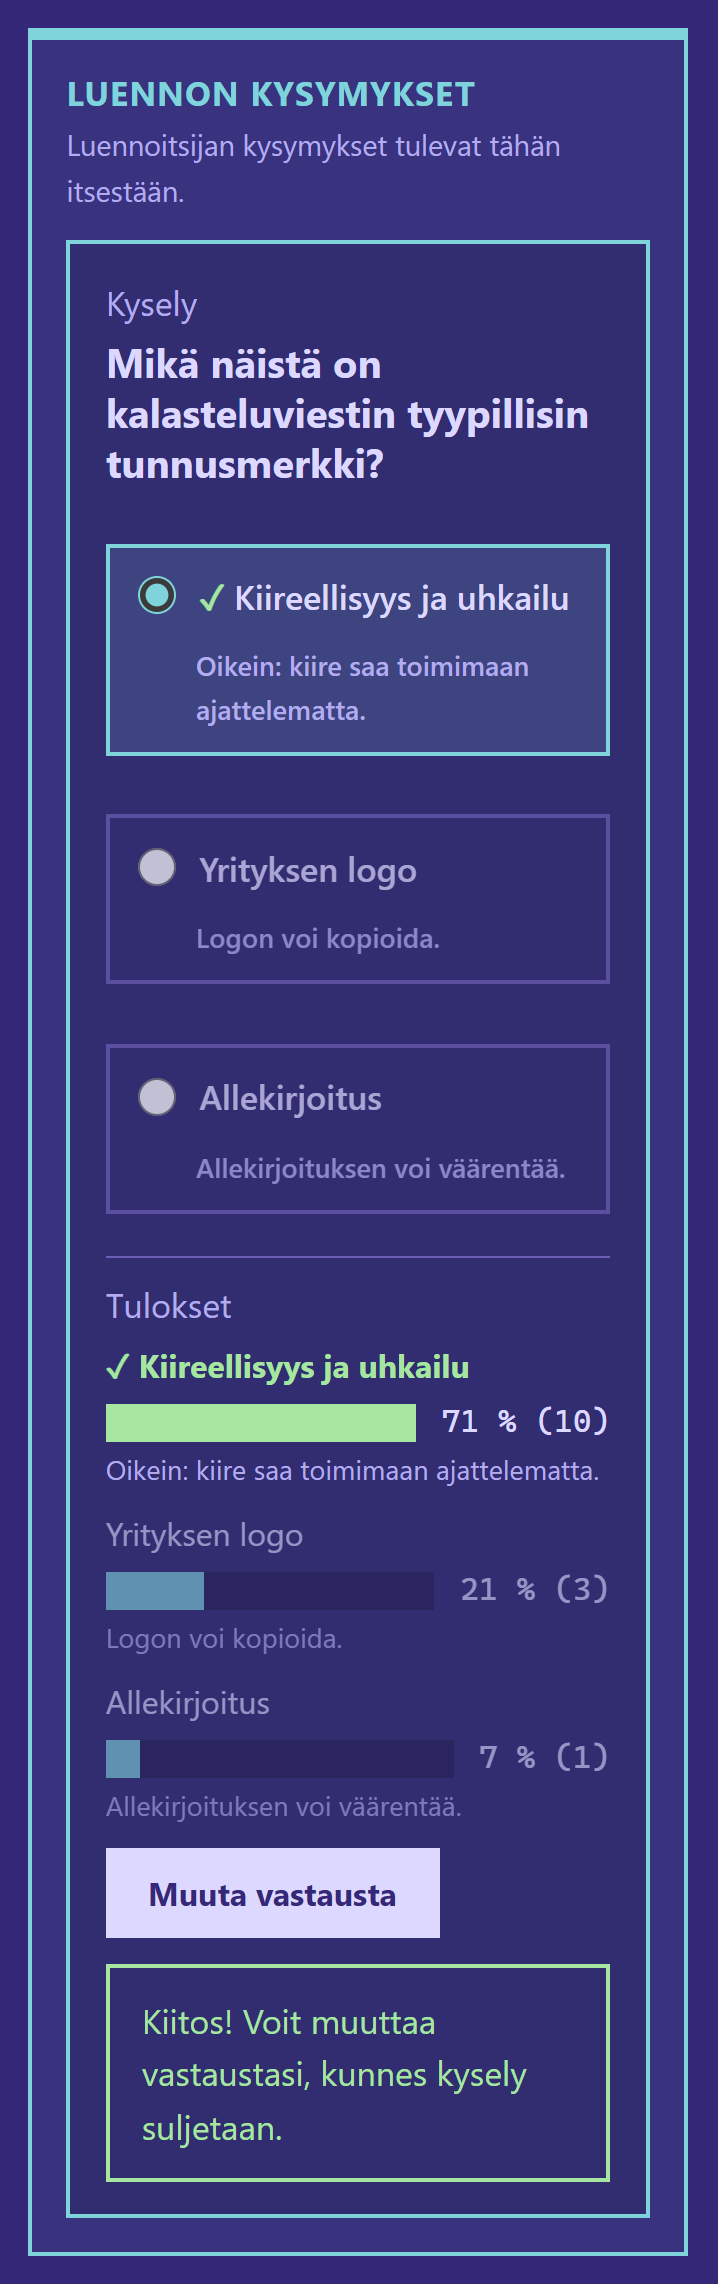 LUENNON KYSYMYKSET
Luennoitsijan kysymykset tulevat tähän
itsestään.
Kysely
Mikä näistä on
kalasteluviestin tyypillisin
tunnusmerkki?
✓ Kiireellisyys ja uhkailu
Oikein: kiire saa toimimaan
ajattelematta.
Yrityksen logo
Logon voi kopioida.
Allekirjoitus
Allekirjoituksen voi väärentää.
Tulokset
✓ Kiireellisyys ja uhkailu
71 % (10)
Oikein: kiire saa toimimaan ajattelematta.
Yrityksen logo
21 % (3)
Logon voi kopioida.
Allekirjoitus
7 % (1)
Allekirjoituksen voi väärentää.
Muuta vastausta
Kiitos! Voit muuttaa
vastaustasi, kunnes kysely
suljetaan.